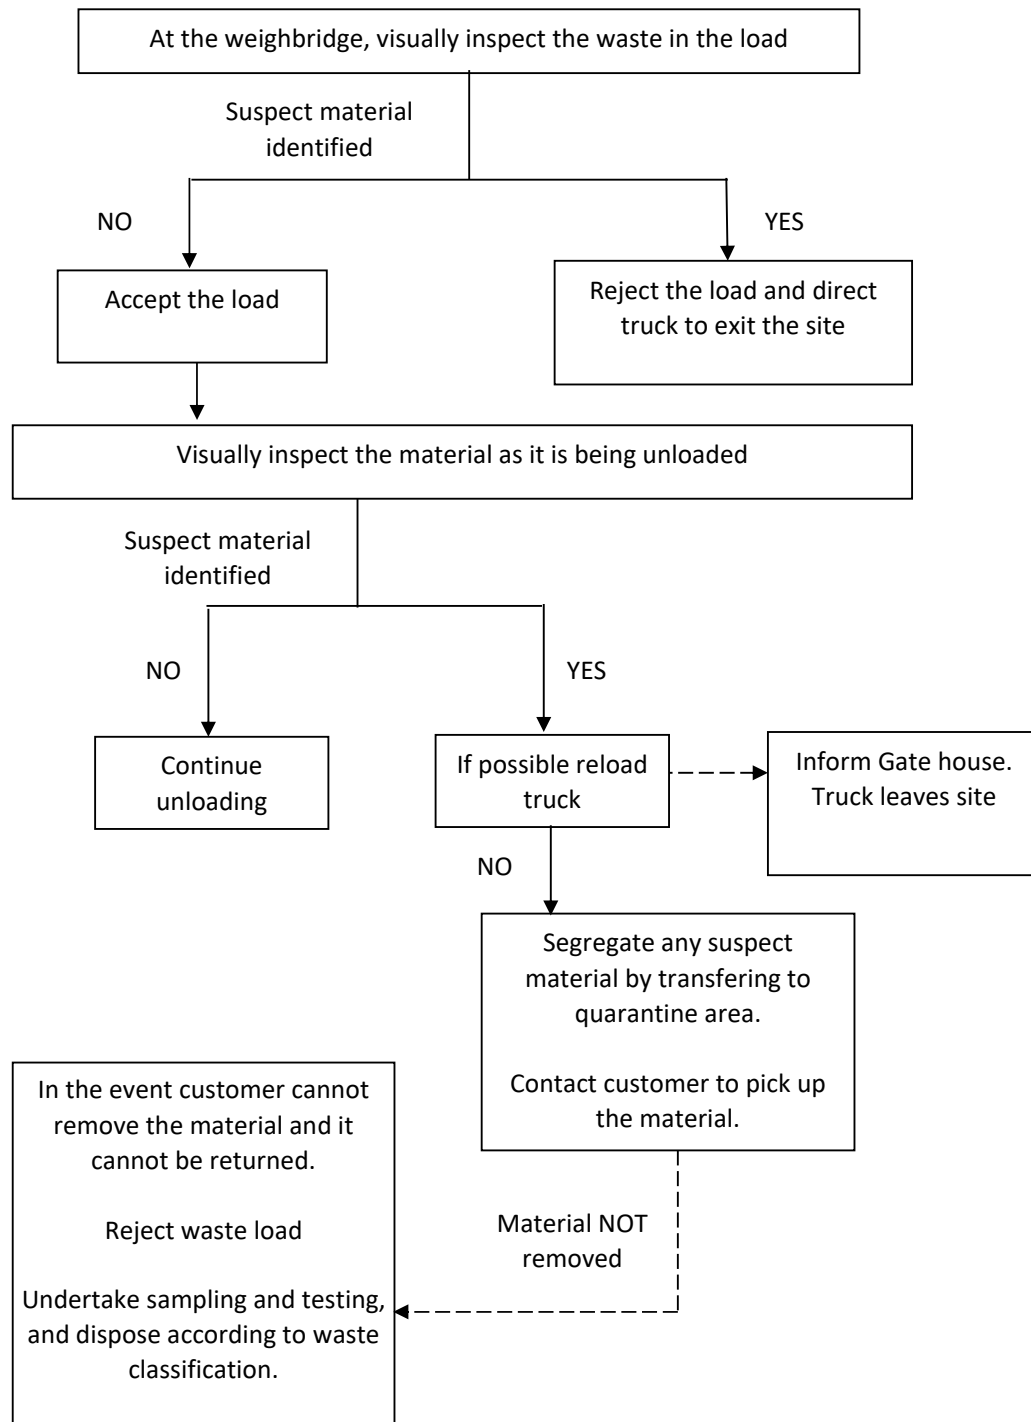 At the weighbridge, visually inspect the waste in the load
Suspect material
identified
NO
YES
Accept the load
Reject the load and direct
truck to exit the site
Visually inspect the material as it is being unloaded
Suspect material
identified
NO
YES
Continue
unloading
If possible reload
truck
Inform Gate house.
Truck leaves site
NO
Segregate any suspect
material by transfering to
quarantine area.
Contact customer to pick up
the material.
Material NOT
removed
In the event customer cannot
remove the material and it
cannot be returned.
Reject waste load
Undertake sampling and testing,
and dispose according to waste
classification.